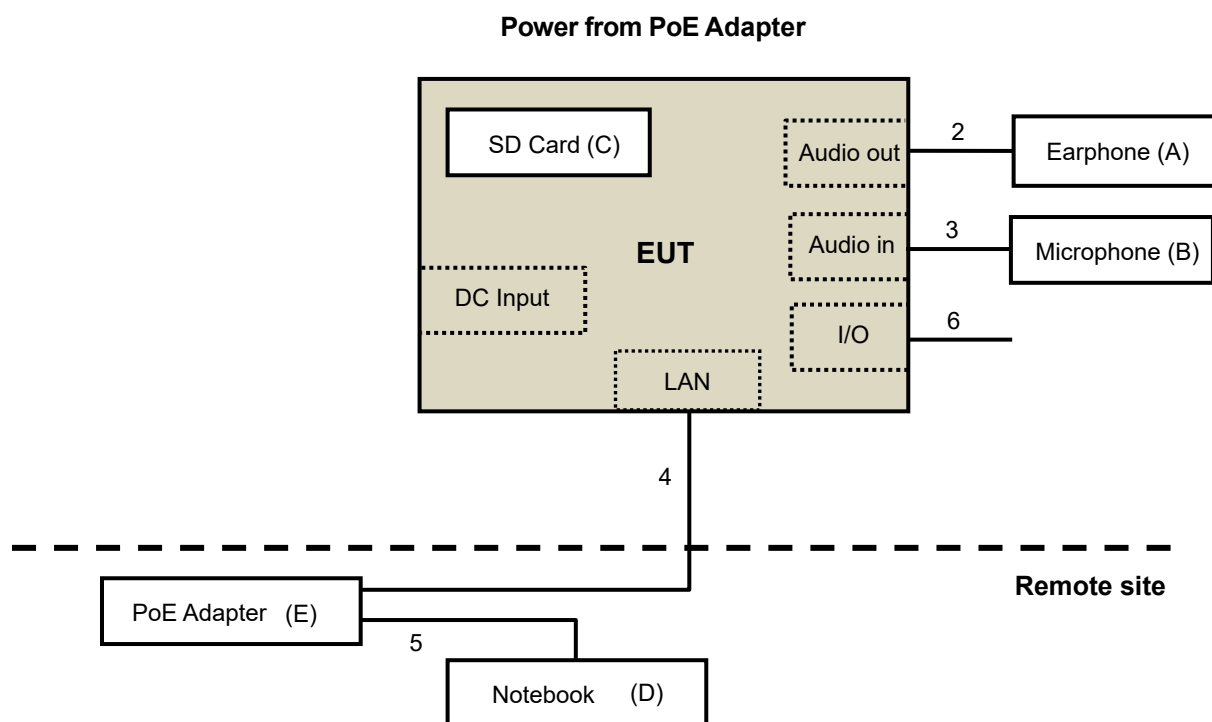 Power from PoE Adapter
SD Card (C)
Audio out
2
Earphone (A)
EUT
Audio in
3
Microphone (B)
DC Input
I/O
6
LAN
4
Remote site
PoE Adapter (E)
5
Notebook (D)